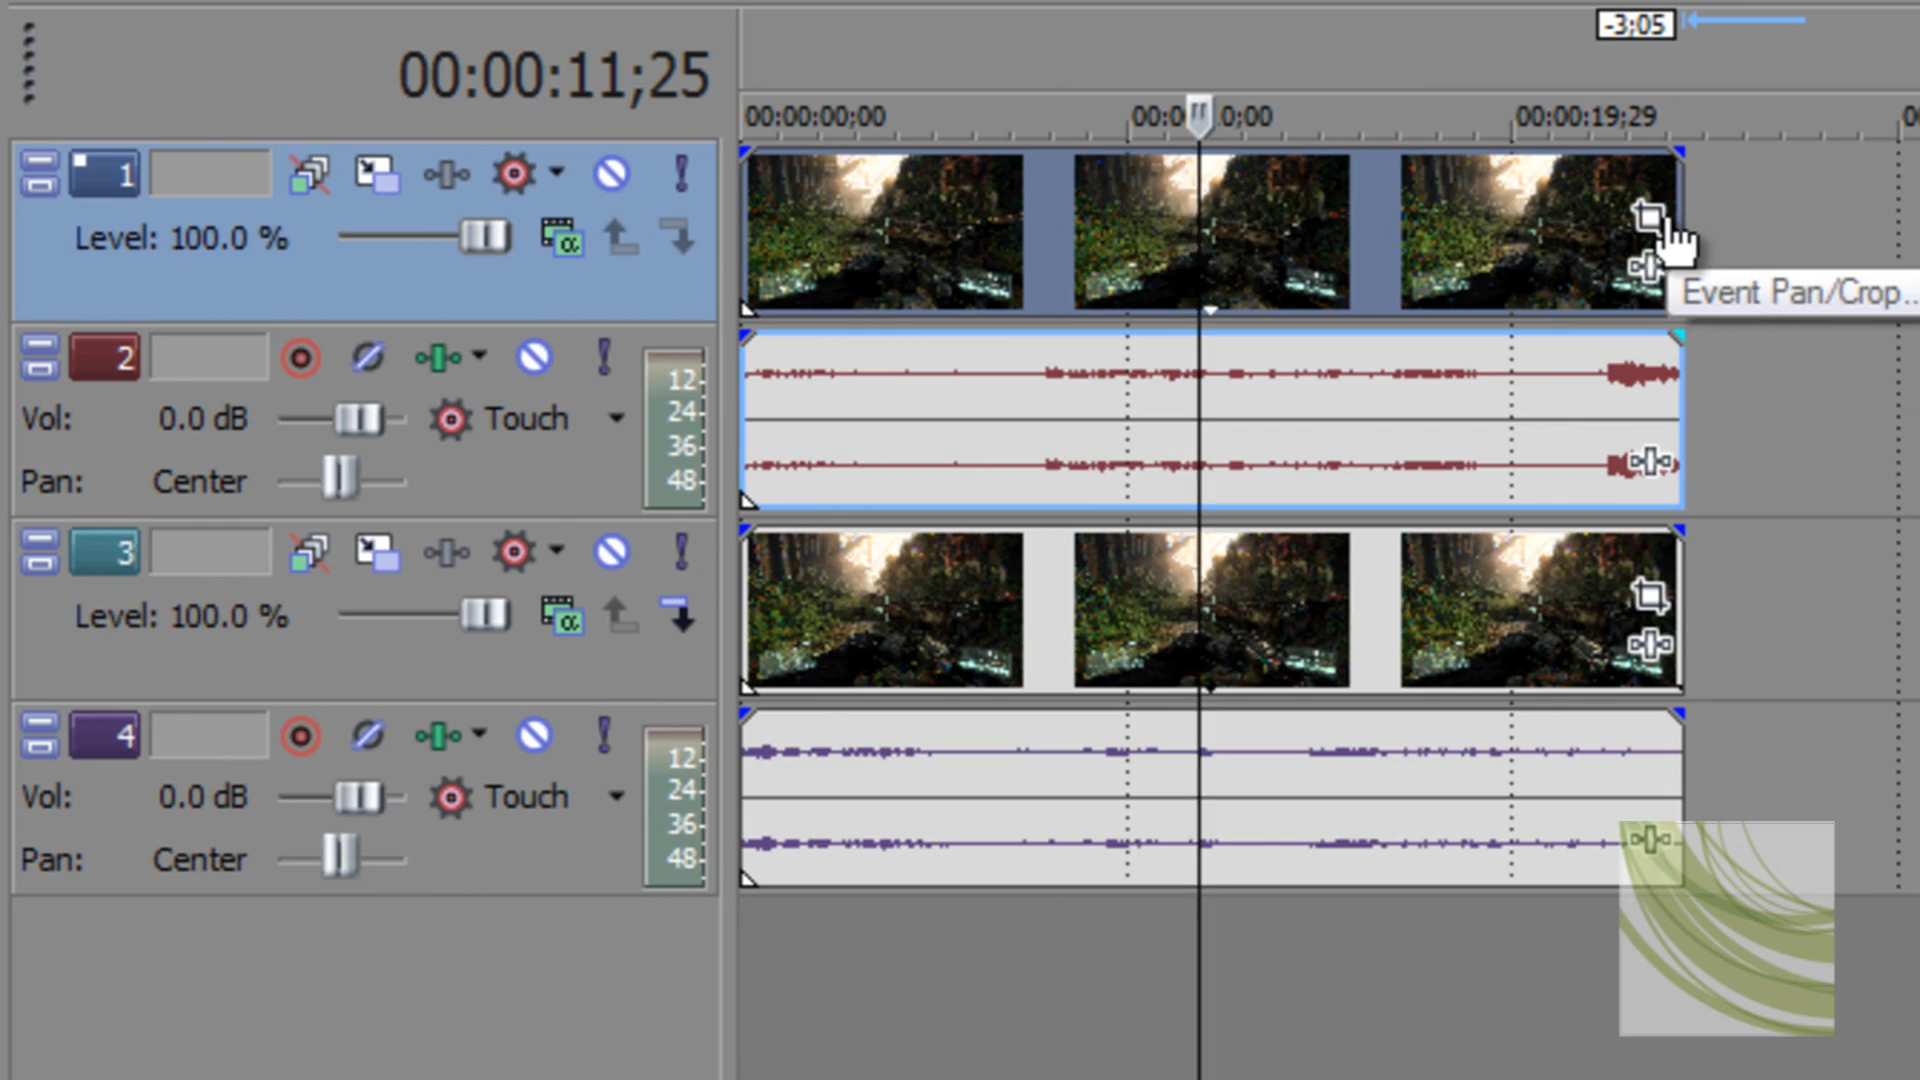 -3;05
00:00:11;25
00:00:00;00
00:0 0;00
00:00:19;29
00
1
Level: 100.0 %
Event Pan/Crop...
2
Vol: 0.0 dB Touch
Pan: Center
12
24
36
48
3
Level: 100.0 %
4
Vol: 0.0 dB Touch
Pan: Center
12
24
36
48